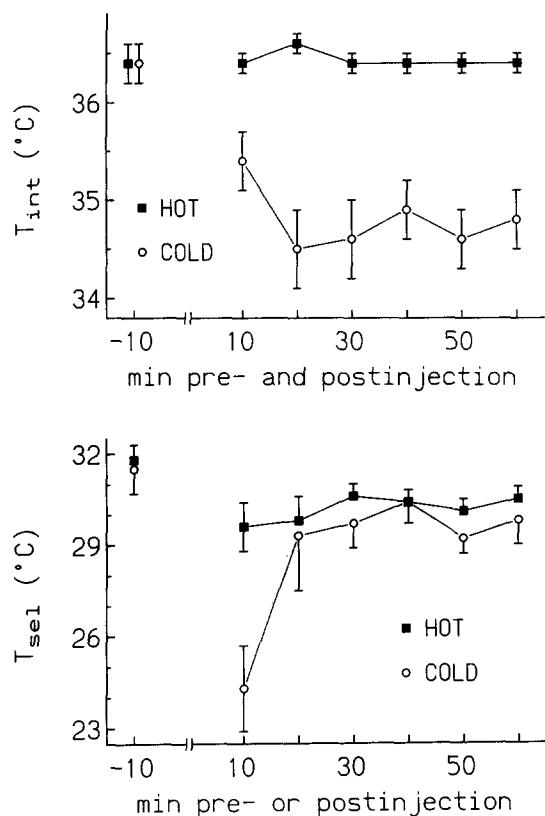 T_int (°C)
36
35
34
HOT
COLD
-10 10 30 50
min pre- and postinjection
T_sel (°C)
32
29
26
23
HOT
COLD
-10 10 30 50
min pre- or postinjection